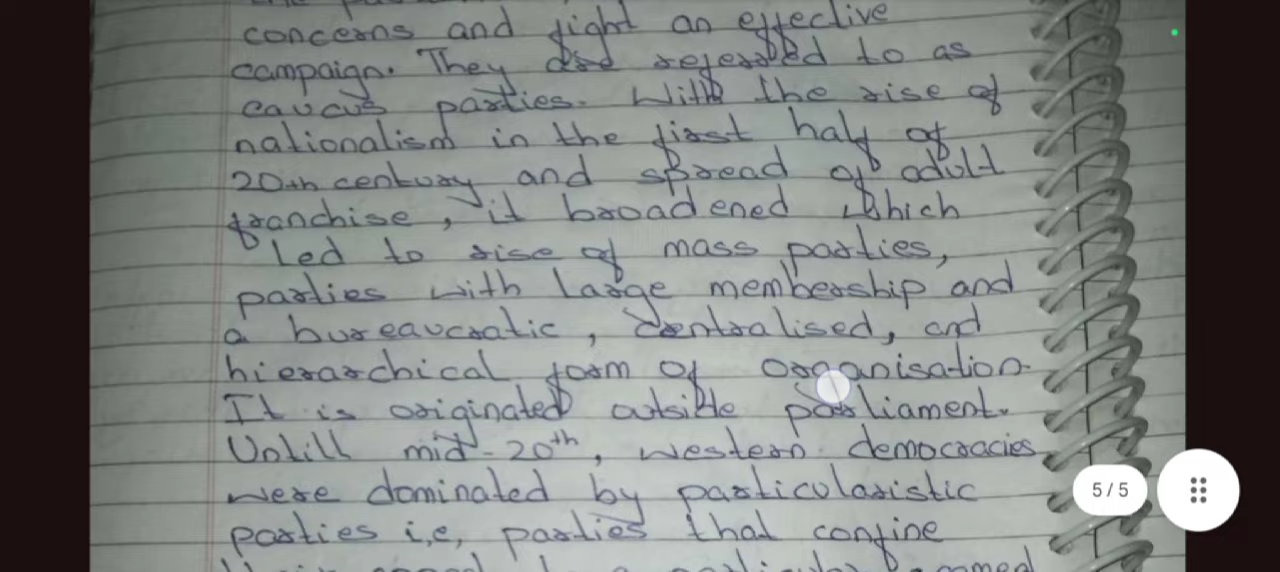 concerns and fight an effective
campaign. They are referred to as
caucus parties. With the rise of
nationalism in the first half of
20th century and spread of adult
franchise, it broadened which
led to rise of mass parties,
parties with large membership and
a bureaucratic, centralised, and
hierarchical form of organisation.
It is originated outside parliament.
Untill mid-20th, western democracies
were dominated by particularistic
parties i.e, parties that confine
5/5